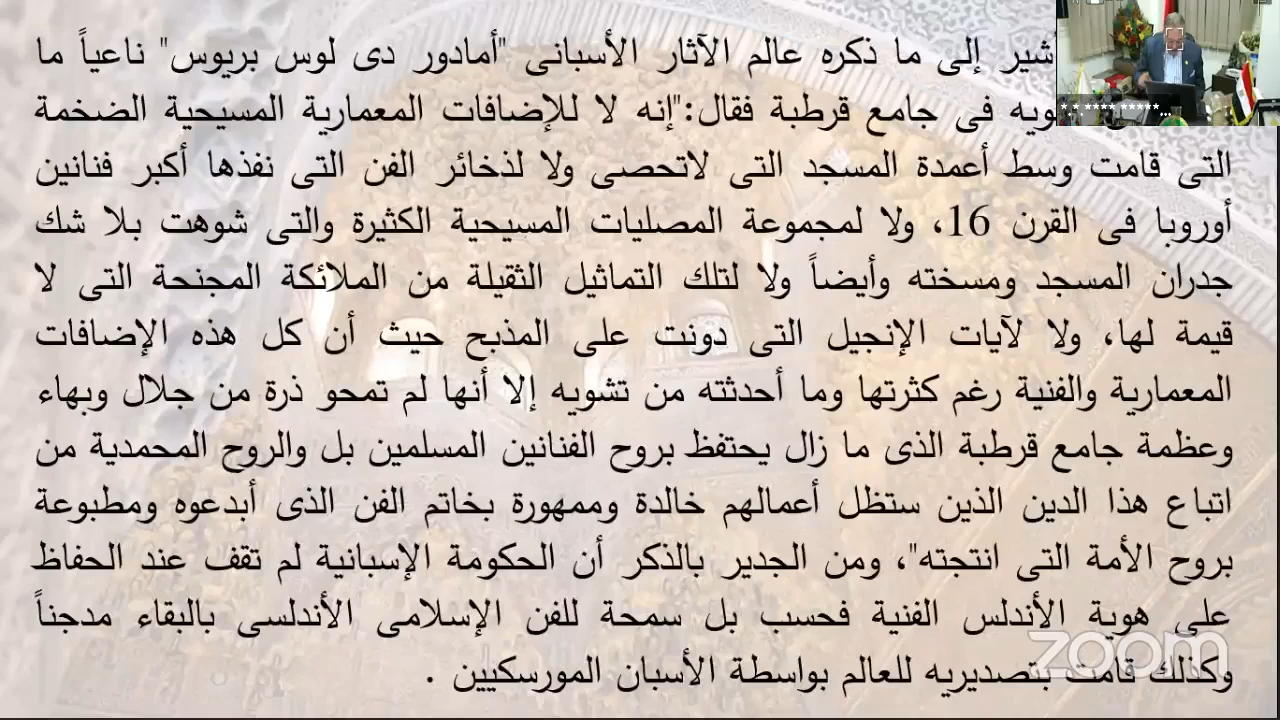 شير إلى ما ذكره عالم الآثار الأسبانى "أمادور دى لوس بريوس" ناعياً ما
ويه فى جامع قرطبة فقال:"إنه لا للإضافات المعمارية المسيحية الضخمة
التى قامت وسط أعمدة المسجد التى لاتحصى ولا لذخائر الفن التى نفذها أكبر فنانين
أوروبا فى القرن 16، ولا لمجموعة المصليات المسيحية الكثيرة والتى شوهت بلا شك
جدران المسجد ومسخته وأيضاً ولا لتلك التماثيل الثقيلة من الملائكة المجنحة التى لا
قيمة لها، ولا لآيات الإنجيل التى دونت على المذبح حيث أن كل هذه الإضافات
المعمارية والفنية رغم كثرتها وما أحدثته من تشويه إلا أنها لم تمحو ذرة من جلال وبهاء
وعظمة جامع قرطبة الذى ما زال يحتفظ بروح الفنانين المسلمين بل والروح المحمدية من
اتباع هذا الدين الذين ستظل أعمالهم خالدة وممهورة بخاتم الفن الذى أبدعوه ومطبوعة
بروح الأمة التى انتجته"، ومن الجدير بالذكر أن الحكومة الإسبانية لم تقف عند الحفاظ
على هوية الأندلس الفنية فحسب بل سمحة للفن الإسلامى الأندلسى بالبقاء مدجناً
وكذلك قامت بتصديريه للعالم بواسطة الأسبان المورسكيين .
zoom